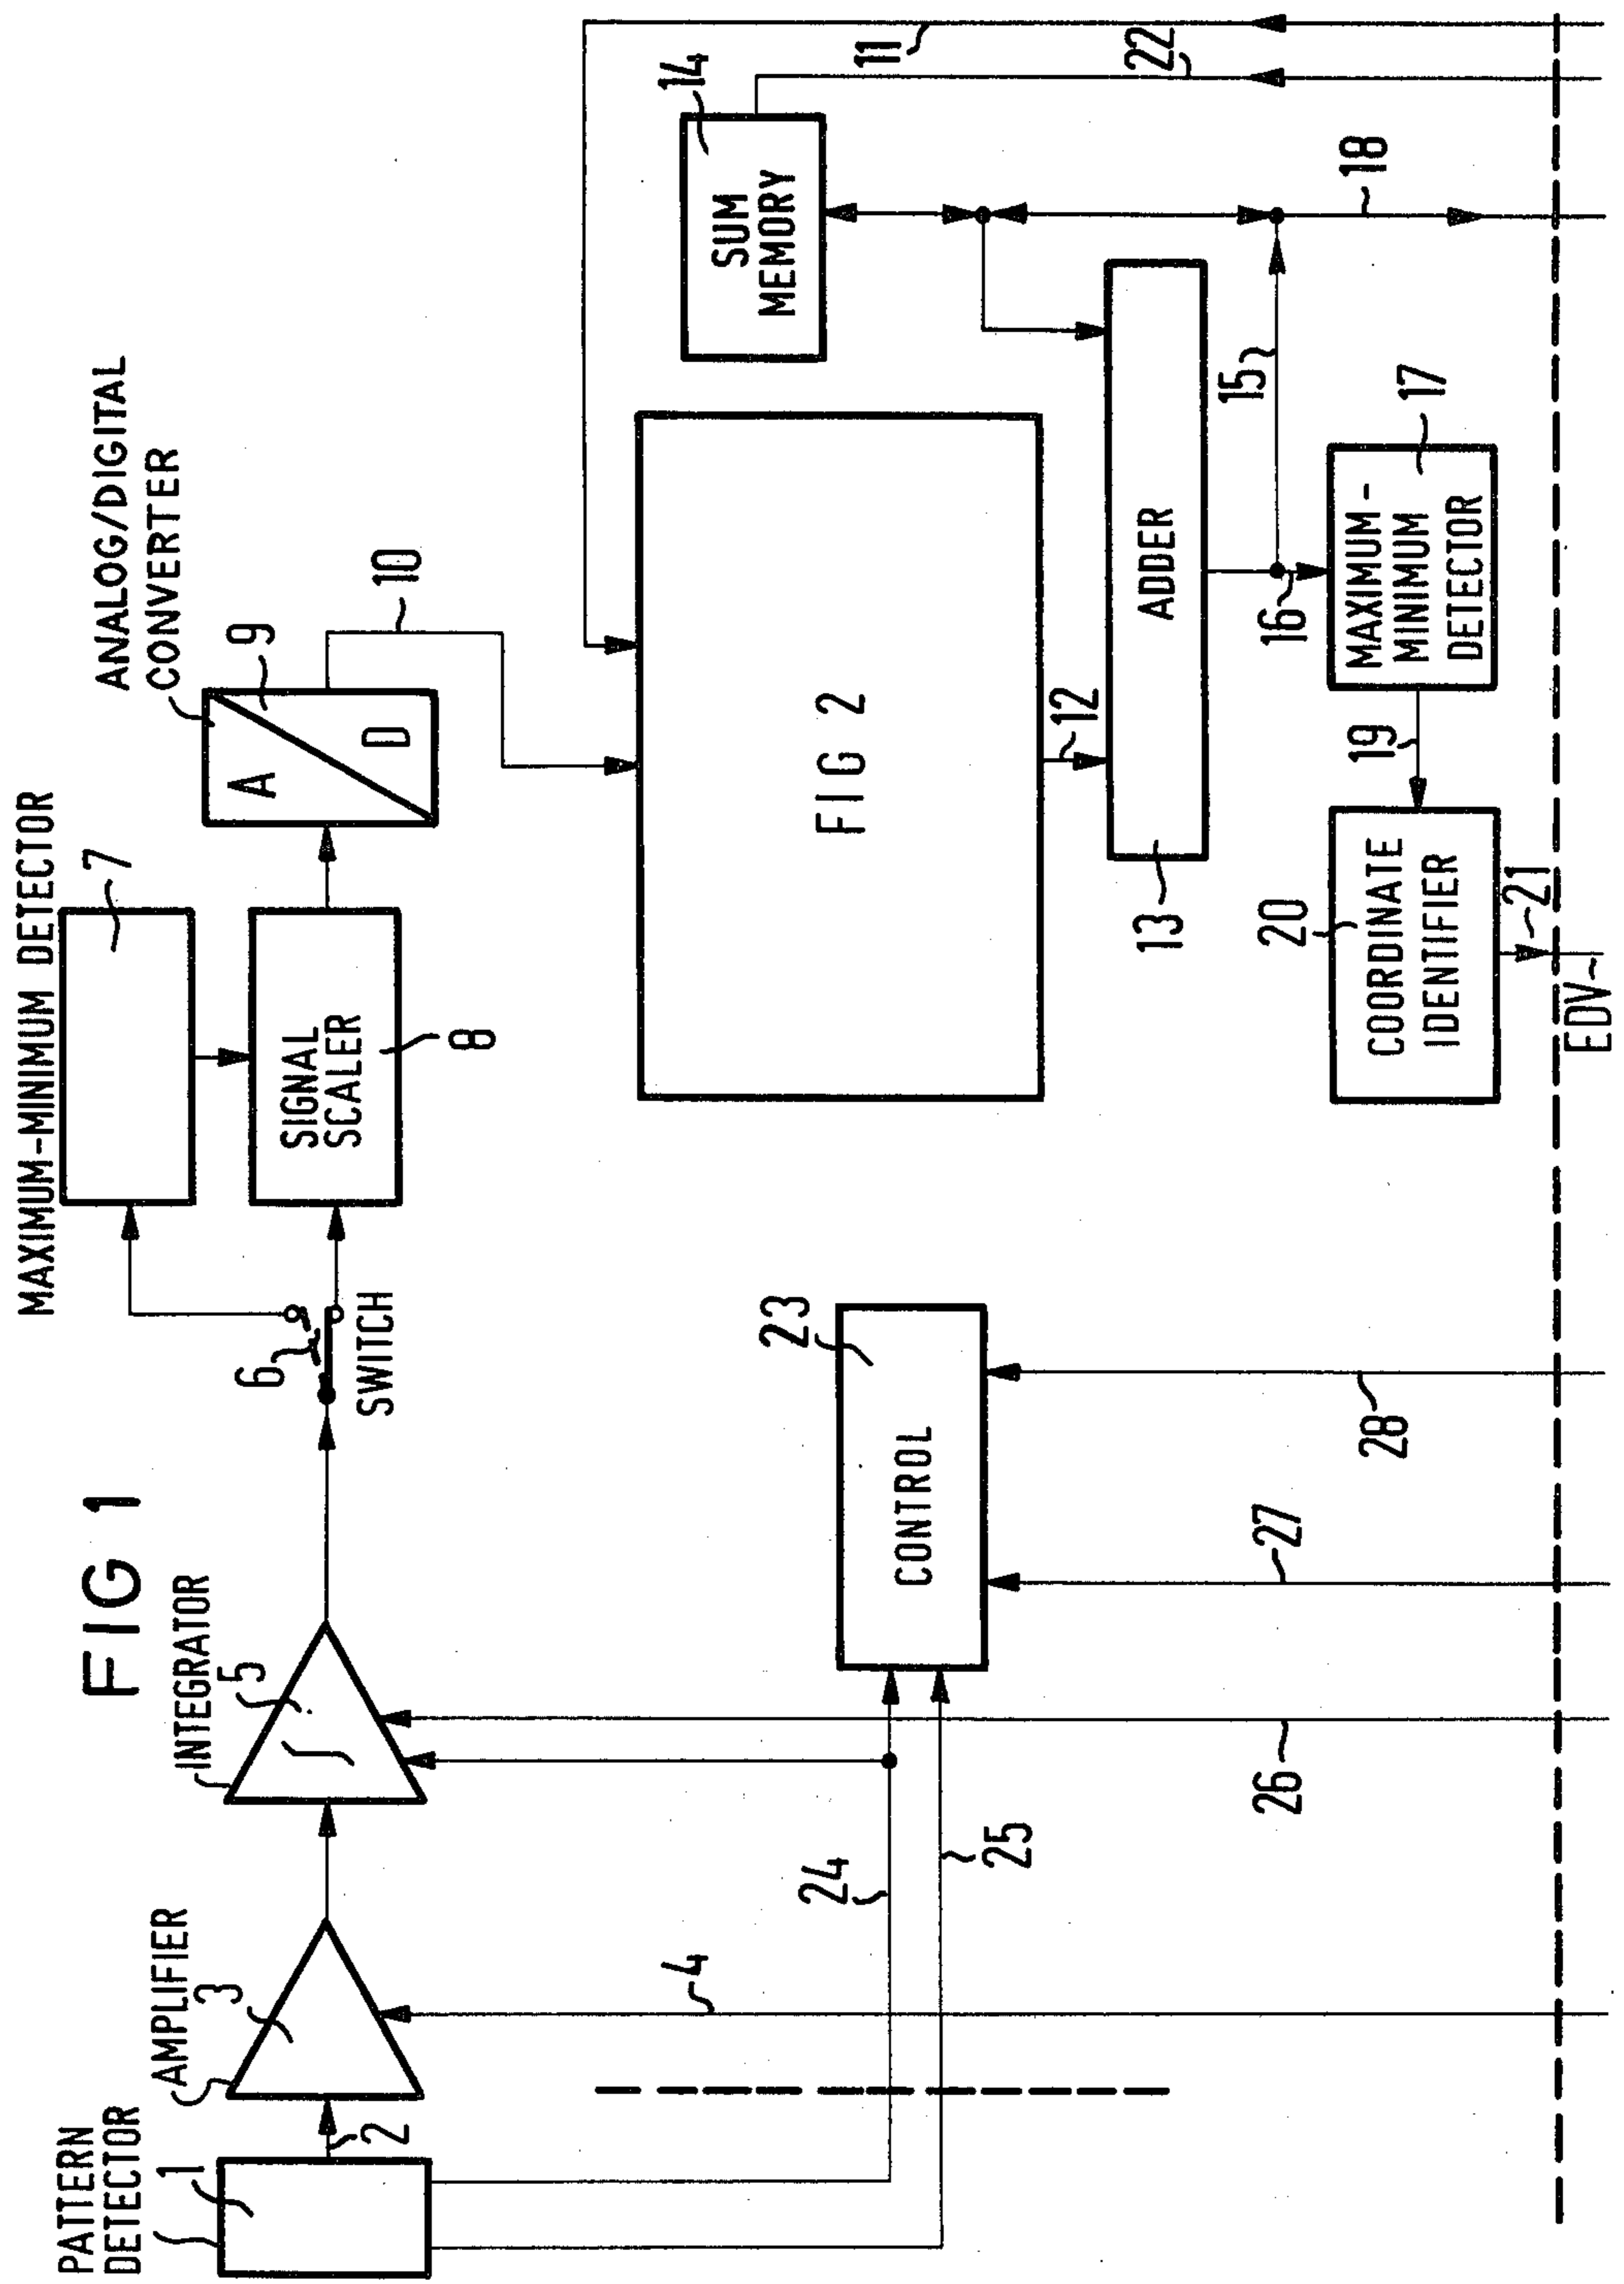 FIG 1
PATTERN
DETECTOR
1
2
AMPLIFIER
3
4
INTEGRATOR
5
6
SWITCH
MAXIMUM-MINIMUM DETECTOR
7
SIGNAL
SCALER
8
ANALOG/DIGITAL
CONVERTER
9
A
D
10
24
25
26
CONTROL
23
27
28
FIG 2
11
12
ADDER
13
SUM
MEMORY
14
22
15
16
18
MAXIMUM-
MINIMUM
DETECTOR
17
19
COORDINATE
IDENTIFIER
20
21
EDV